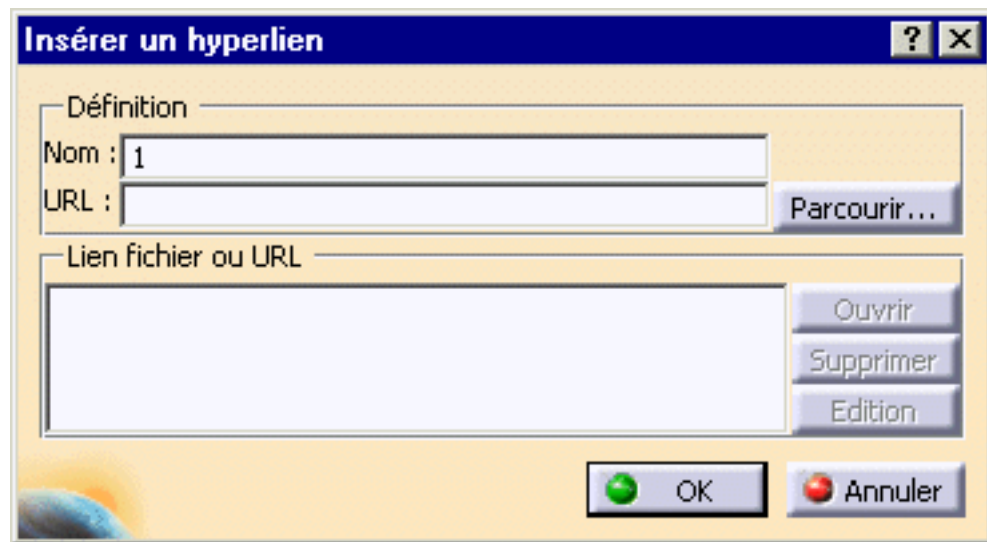 Insérer un hyperlien
Définition
Nom : 1
URL :
Parcourir...
Lien fichier ou URL
Ouvrir
Supprimer
Edition
OK
Annuler